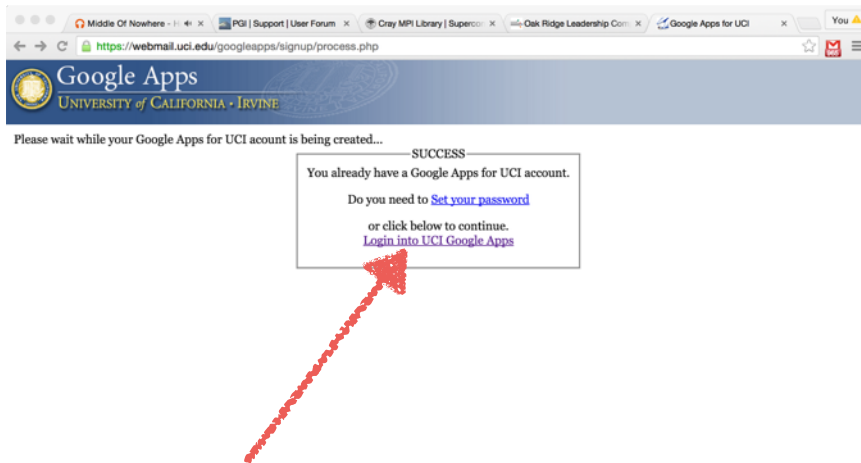 Middle Of Nowhere - H
PGI | Support | User Forum
Cray MPI Library | Supercor
Oak Ridge Leadership Com
Google Apps for UCI
You
https://webmail.uci.edu/googleapps/signup/process.php
Google Apps
UNIVERSITY of CALIFORNIA • IRVINE
Please wait while your Google Apps for UCI acount is being created...
SUCCESS
You already have a Google Apps for UCI account.
Do you need to Set your password
or click below to continue.
Login into UCI Google Apps